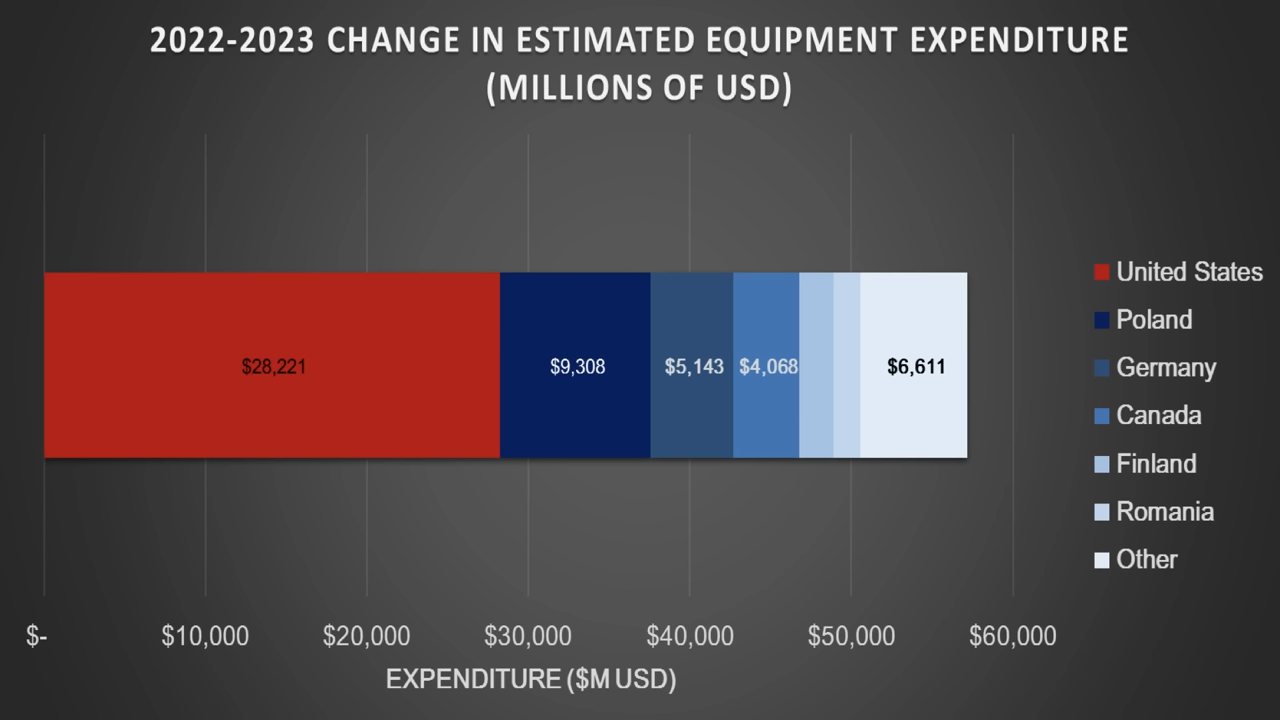 2022-2023 CHANGE IN ESTIMATED EQUIPMENT EXPENDITURE
(MILLIONS OF USD)
$28,221
$9,308
$5,143
$4,068
$6,611
United States
Poland
Germany
Canada
Finland
Romania
Other
$-
$10,000
$20,000
$30,000
$40,000
$50,000
$60,000
EXPENDITURE ($M USD)